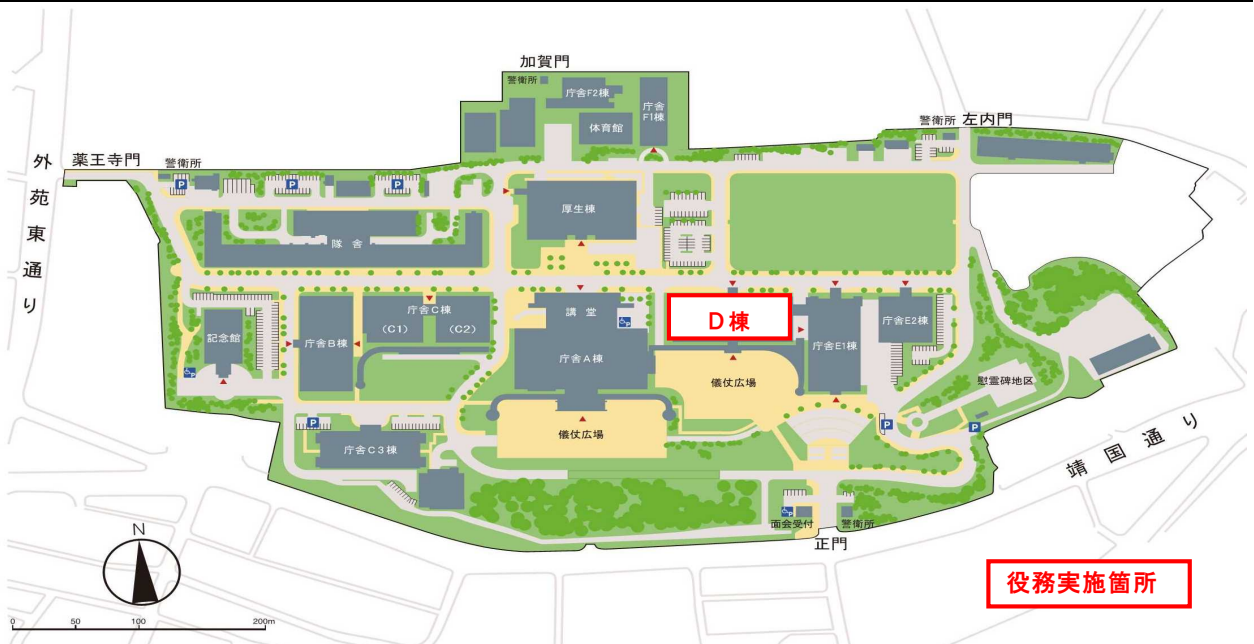 加賀門
警衛所
庁舎F2棟
庁舎
F1棟
体育館
警衛所
左内門
外苑東通り
薬王寺門
警衛所
P
P
P
厚生棟
隊舎
講堂
P
D棟
庁舎C棟
(C1)
(C2)
庁舎E2棟
記念館
庁舎B棟
庁舎E1棟
庁舎A棟
P
儀仗広場
慰霊碑地区
P
P
P
儀仗広場
庁舎C3棟
靖国通り
P
面会受付
警衛所
正門
N
役務実施箇所
0
50
100
200m